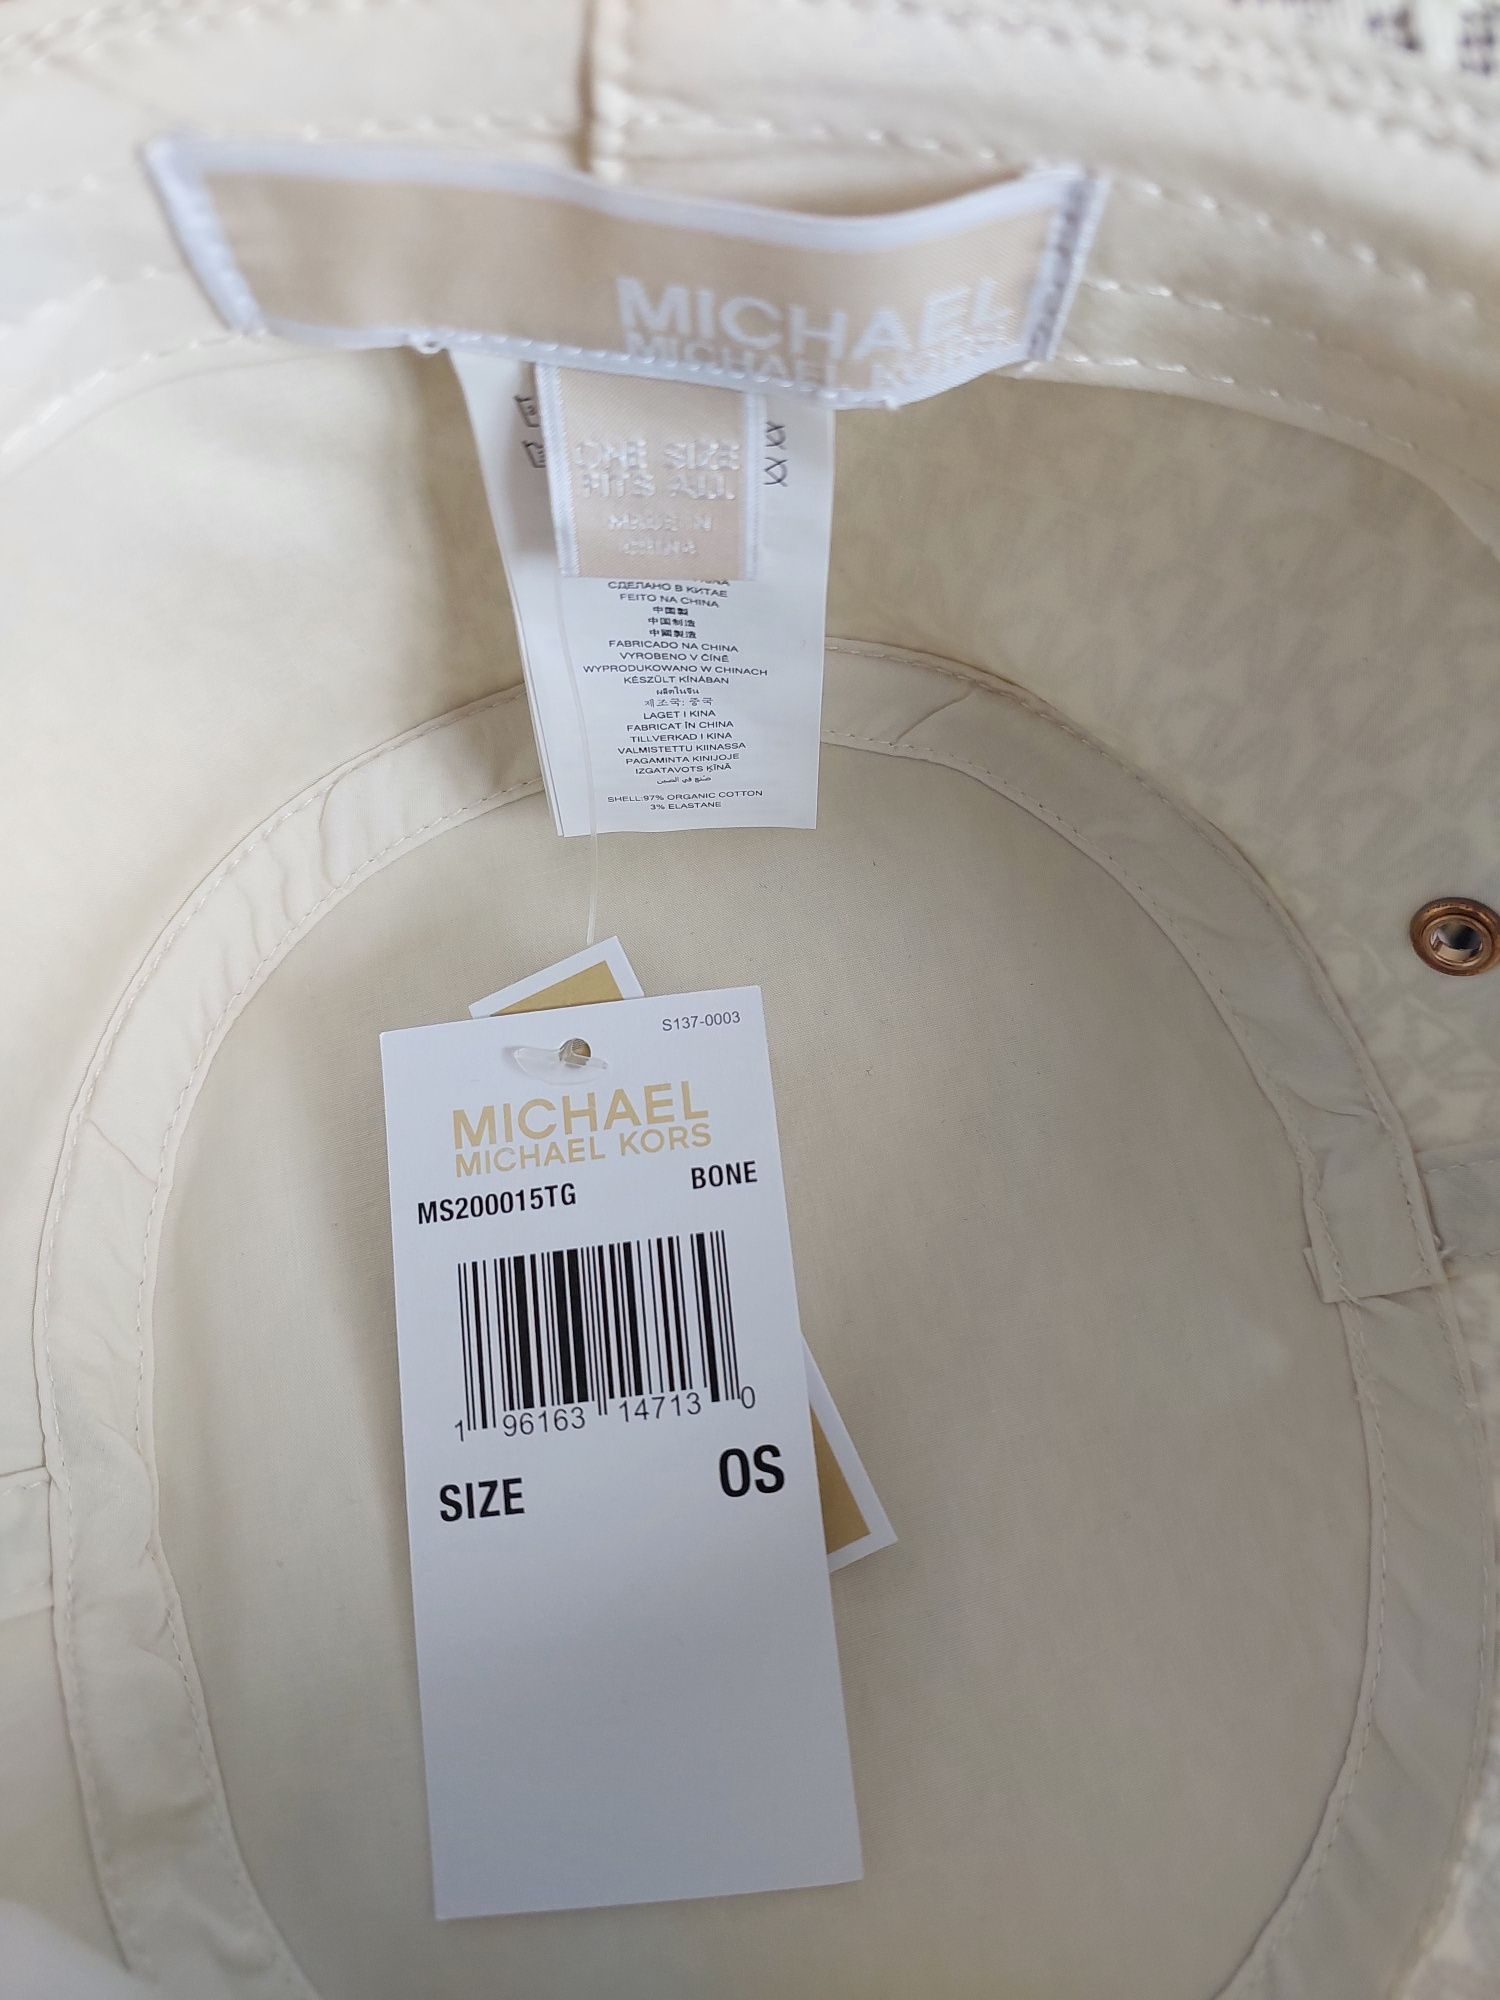 MICHAEL
MICHAEL KORS
ONE SIZE
FITS ALL
MADE IN
CHINA
СДЕЛАНО В КИТАЕ
FEITO NA CHINA
中国製
中国制造
中國製造
FABRICADO NA CHINA
VYROBENO V ČÍNĚ
WYPRODUKOWANO W CHINACH
KÉSZÜLT KÍNÁBAN
ผลิตในจีน
제조국: 중국
LAGET I KINA
FABRICAT ÎN CHINA
TILLVERKAD I KINA
VALMISTETTU KIINASSA
PAGAMINTA KINIJOJE
IZGATAVOTS ĶĪNĀ
صنع في الصين
SHELL:97% ORGANIC COTTON
3% ELASTANE
S137-0003
MICHAEL
MICHAEL KORS
MS200015TG BONE
1 96163 14713 0
SIZE OS